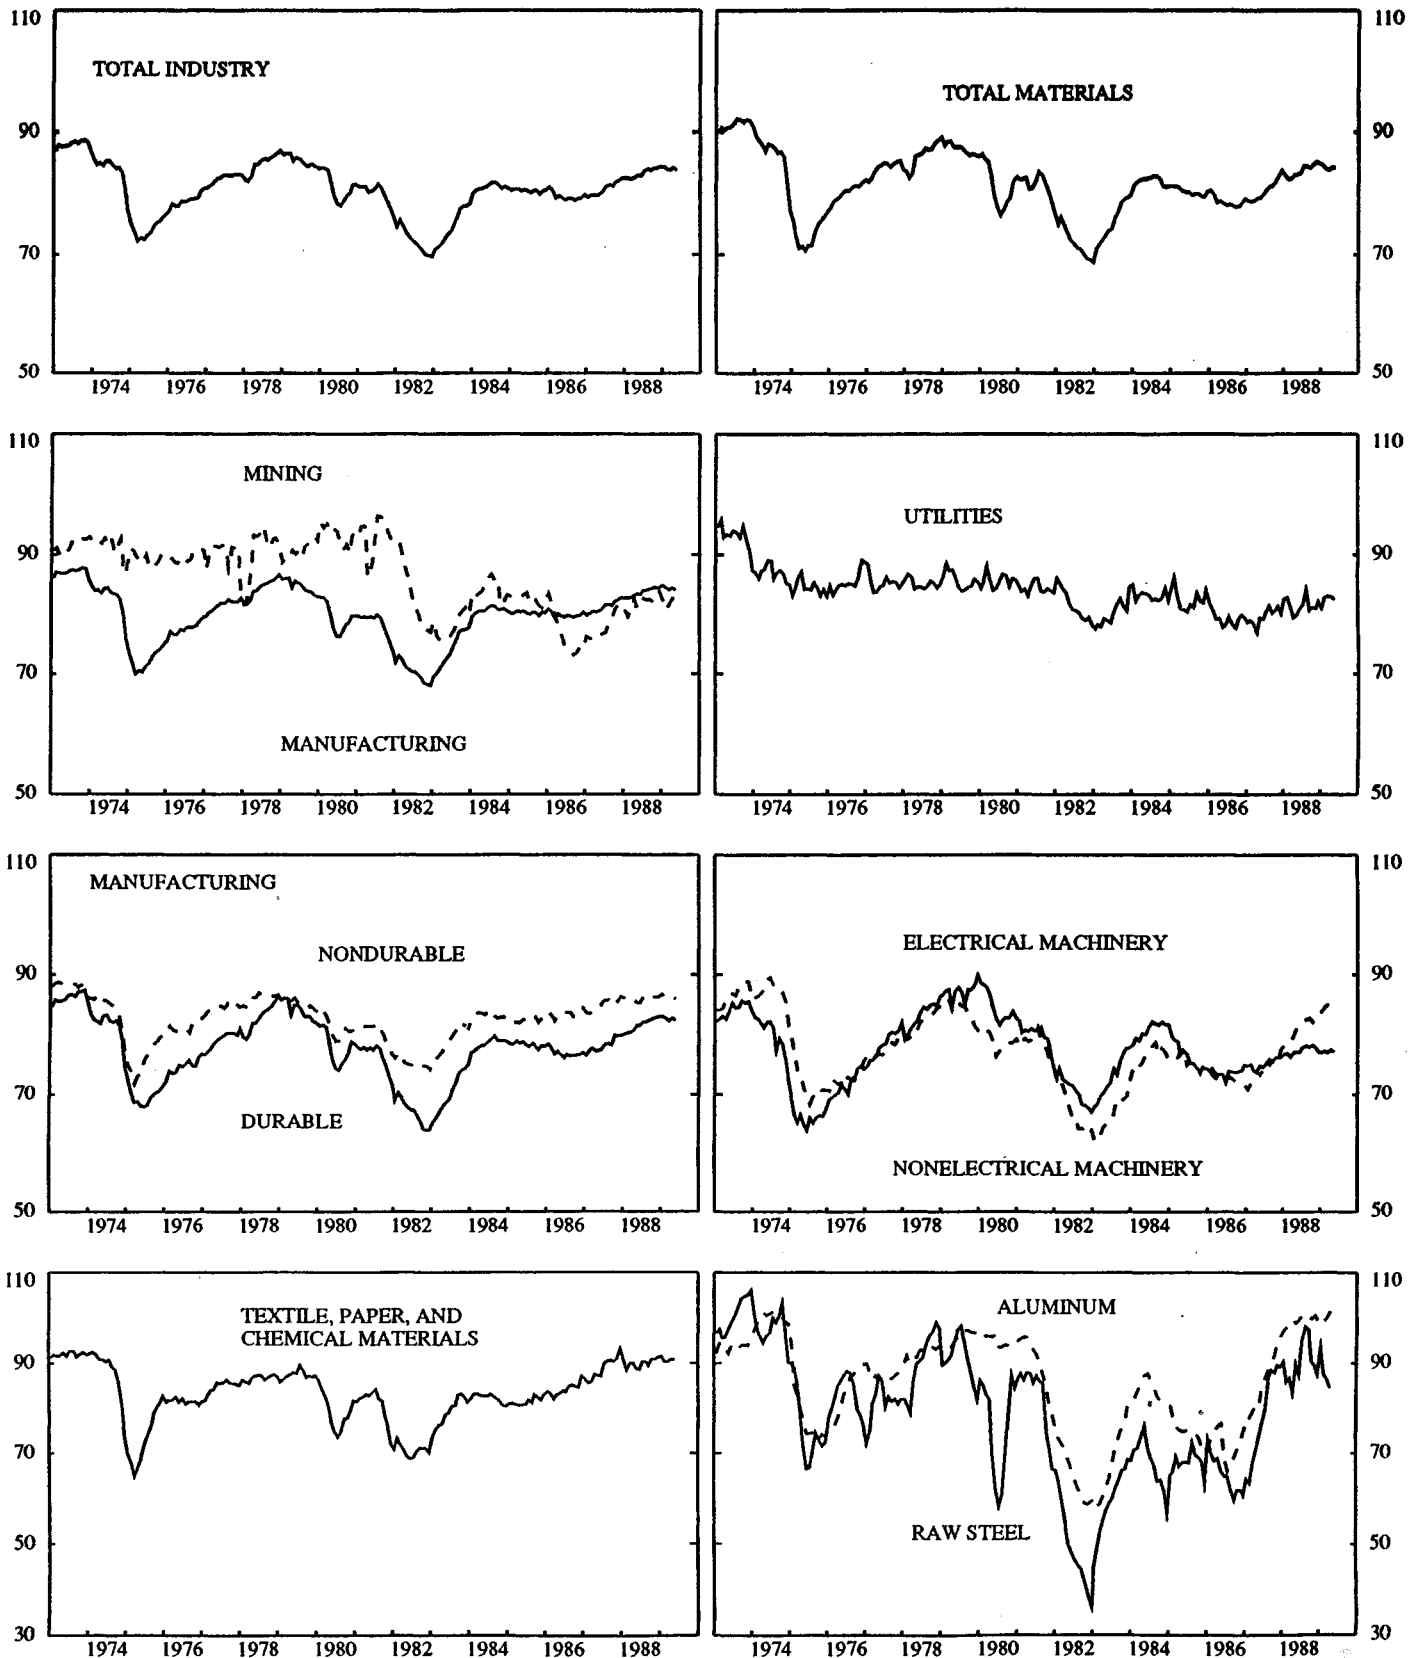 110
TOTAL INDUSTRY
90
70
50
1974 1976 1978 1980 1982 1984 1986 1988
110
TOTAL MATERIALS
90
70
50
1974 1976 1978 1980 1982 1984 1986 1988
110
MINING
90
70
MANUFACTURING
50
1974 1976 1978 1980 1982 1984 1986 1988
110
UTILITIES
90
70
50
1974 1976 1978 1980 1982 1984 1986 1988
110
MANUFACTURING
NONDURABLE
90
70
DURABLE
50
1974 1976 1978 1980 1982 1984 1986 1988
110
ELECTRICAL MACHINERY
90
70
NONELECTRICAL MACHINERY
50
1974 1976 1978 1980 1982 1984 1986 1988
110
TEXTILE, PAPER, AND
CHEMICAL MATERIALS
90
70
50
30
1974 1976 1978 1980 1982 1984 1986 1988
110
ALUMINUM
90
70
RAW STEEL
50
30
1974 1976 1978 1980 1982 1984 1986 1988